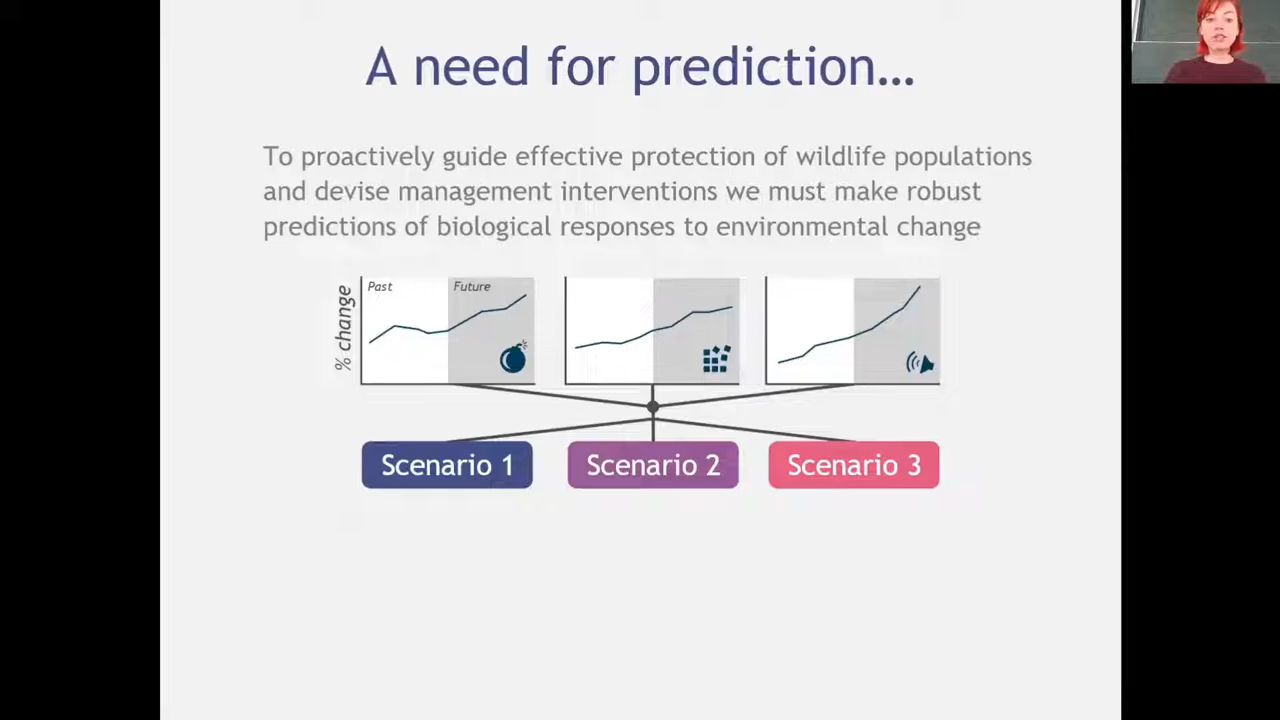 A need for prediction…
To proactively guide effective protection of wildlife populations
and devise management interventions we must make robust
predictions of biological responses to environmental change
% change
Past
Future
Scenario 1
Scenario 2
Scenario 3